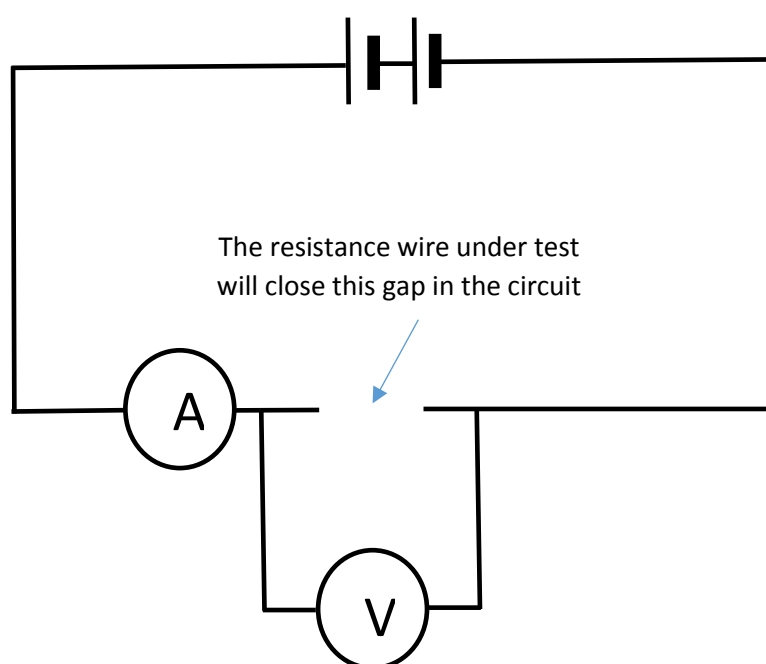 The resistance wire under test
will close this gap in the circuit
A
V